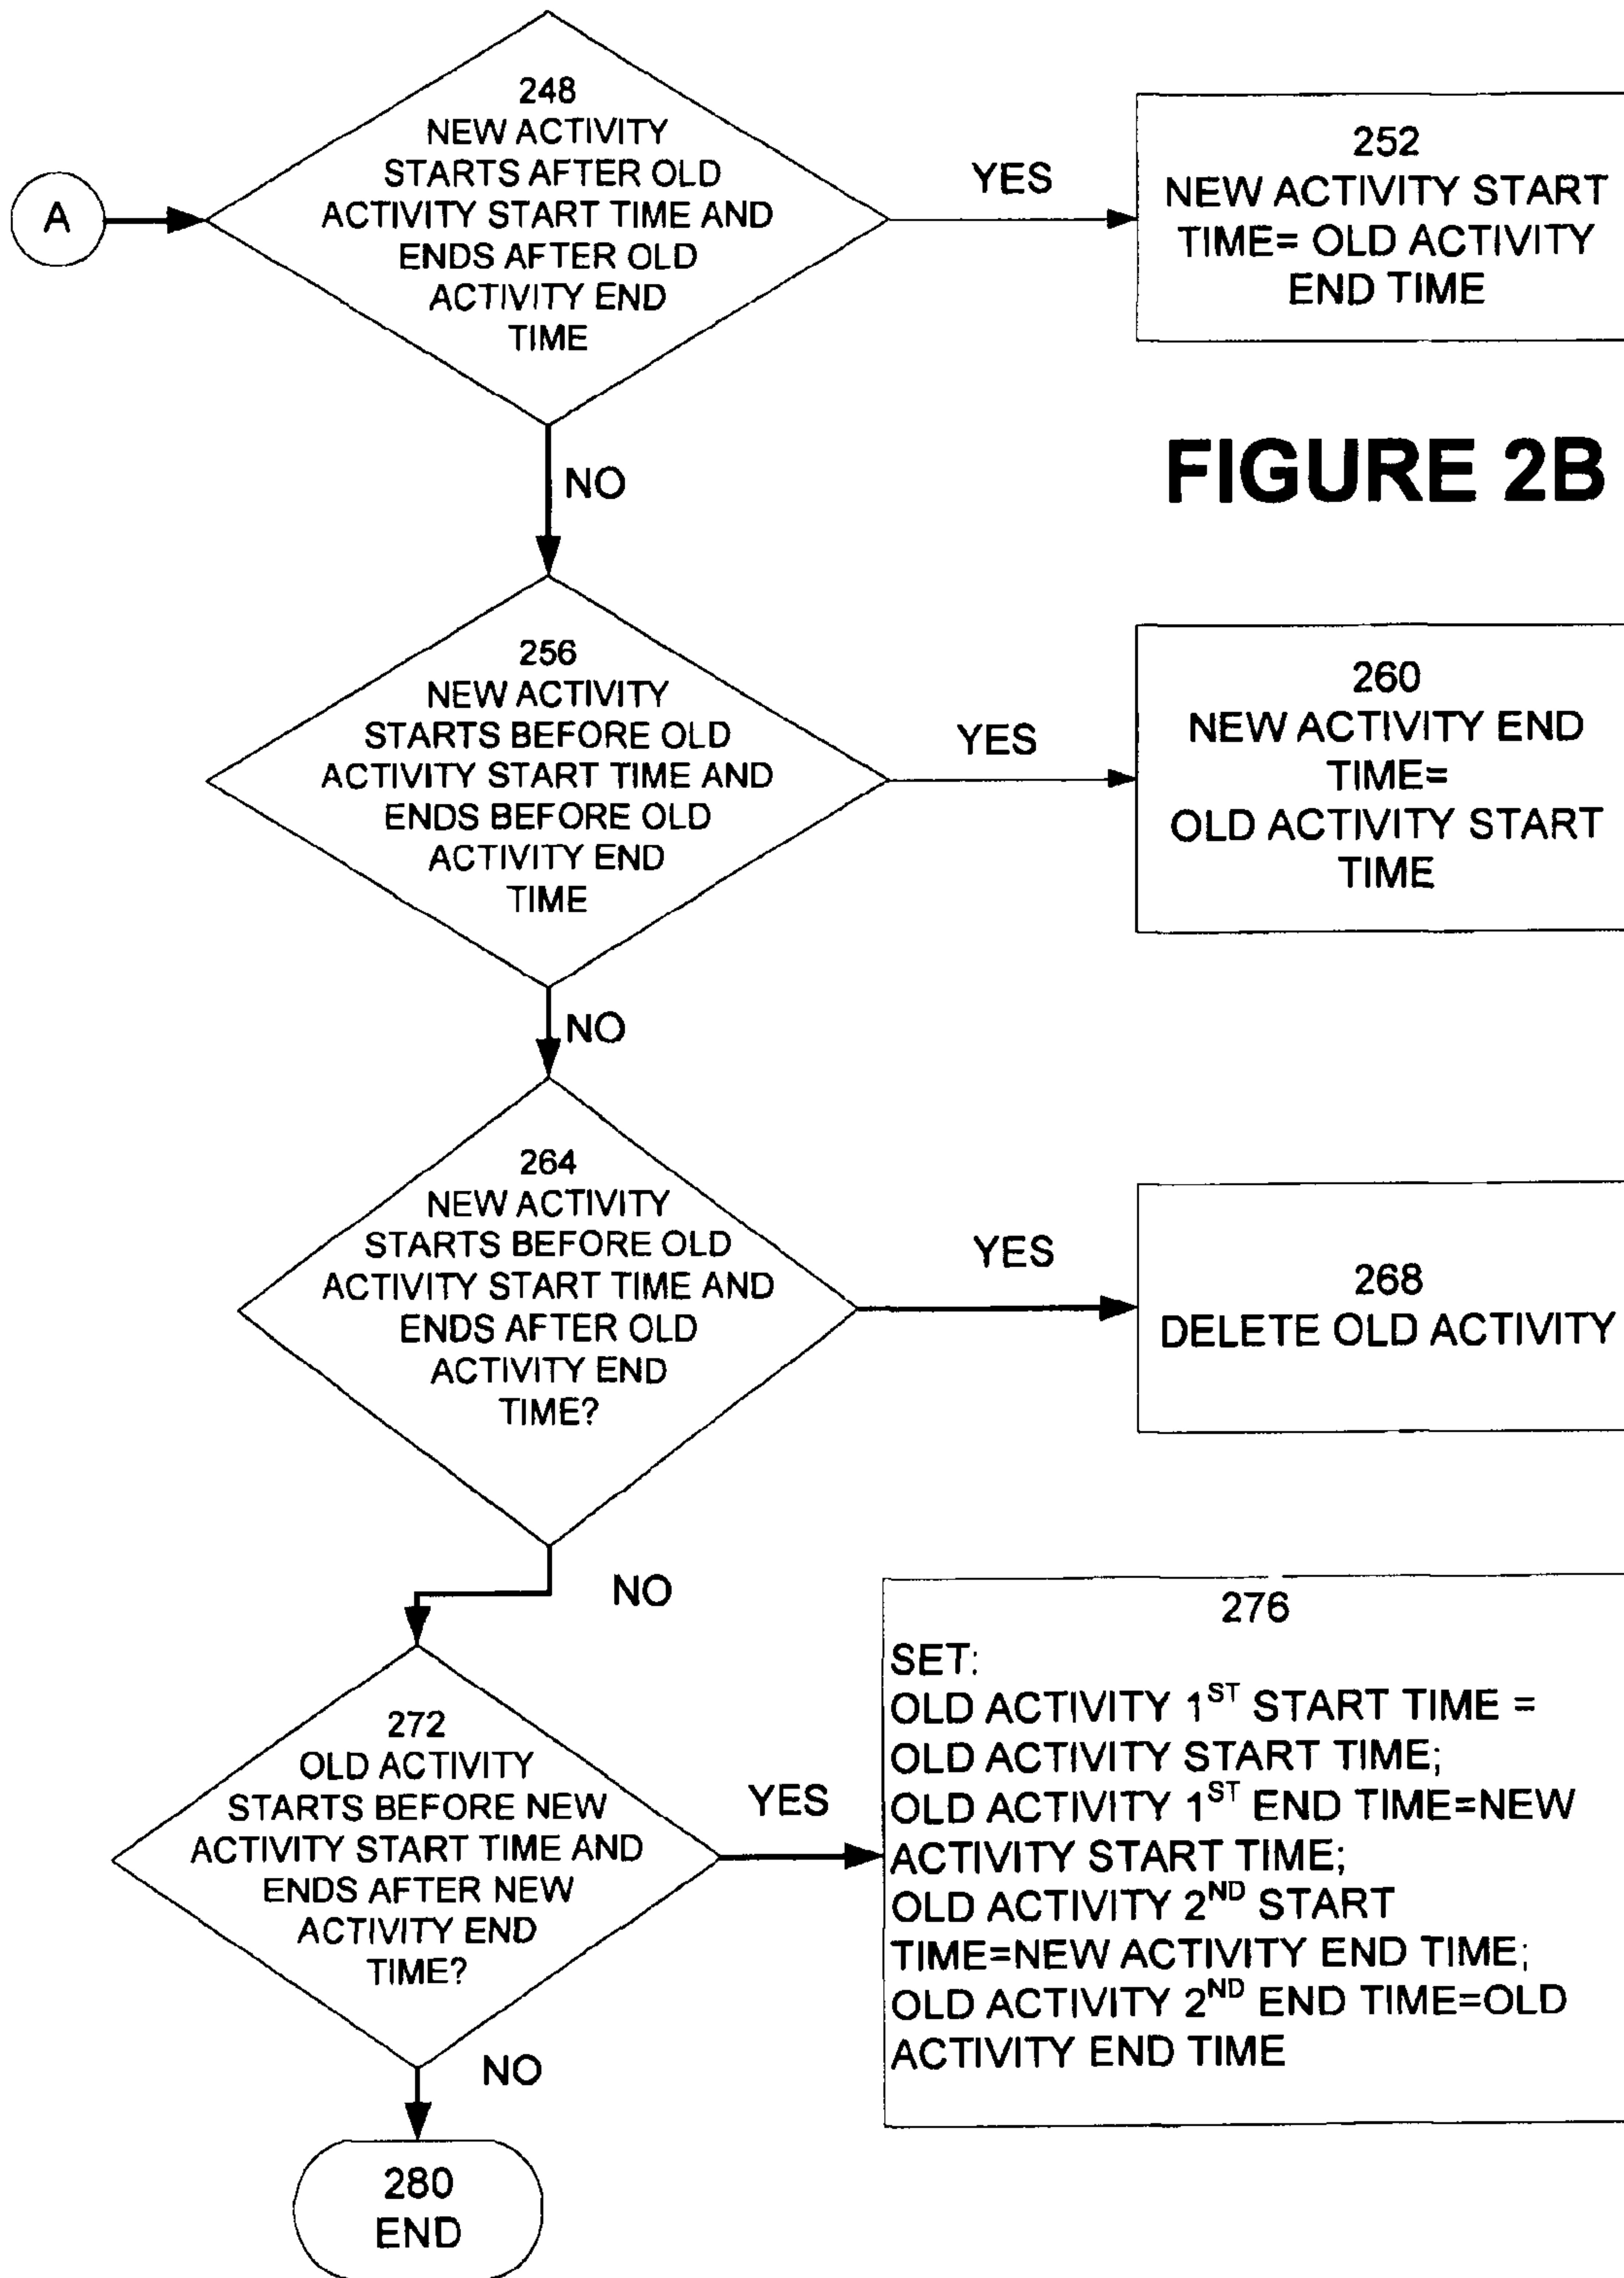 A
248
NEW ACTIVITY
STARTS AFTER OLD
ACTIVITY START TIME AND
ENDS AFTER OLD
ACTIVITY END
TIME
YES
252
NEW ACTIVITY START
TIME= OLD ACTIVITY
END TIME
NO
FIGURE 2B
256
NEW ACTIVITY
STARTS BEFORE OLD
ACTIVITY START TIME AND
ENDS BEFORE OLD
ACTIVITY END
TIME
YES
260
NEW ACTIVITY END
TIME=
OLD ACTIVITY START
TIME
NO
264
NEW ACTIVITY
STARTS BEFORE OLD
ACTIVITY START TIME AND
ENDS AFTER OLD
ACTIVITY END
TIME?
YES
268
DELETE OLD ACTIVITY
NO
272
OLD ACTIVITY
STARTS BEFORE NEW
ACTIVITY START TIME AND
ENDS AFTER NEW
ACTIVITY END
TIME?
YES
276
SET:
OLD ACTIVITY 1ST START TIME =
OLD ACTIVITY START TIME;
OLD ACTIVITY 1ST END TIME=NEW
ACTIVITY START TIME;
OLD ACTIVITY 2ND START
TIME=NEW ACTIVITY END TIME;
OLD ACTIVITY 2ND END TIME=OLD
ACTIVITY END TIME
NO
280
END